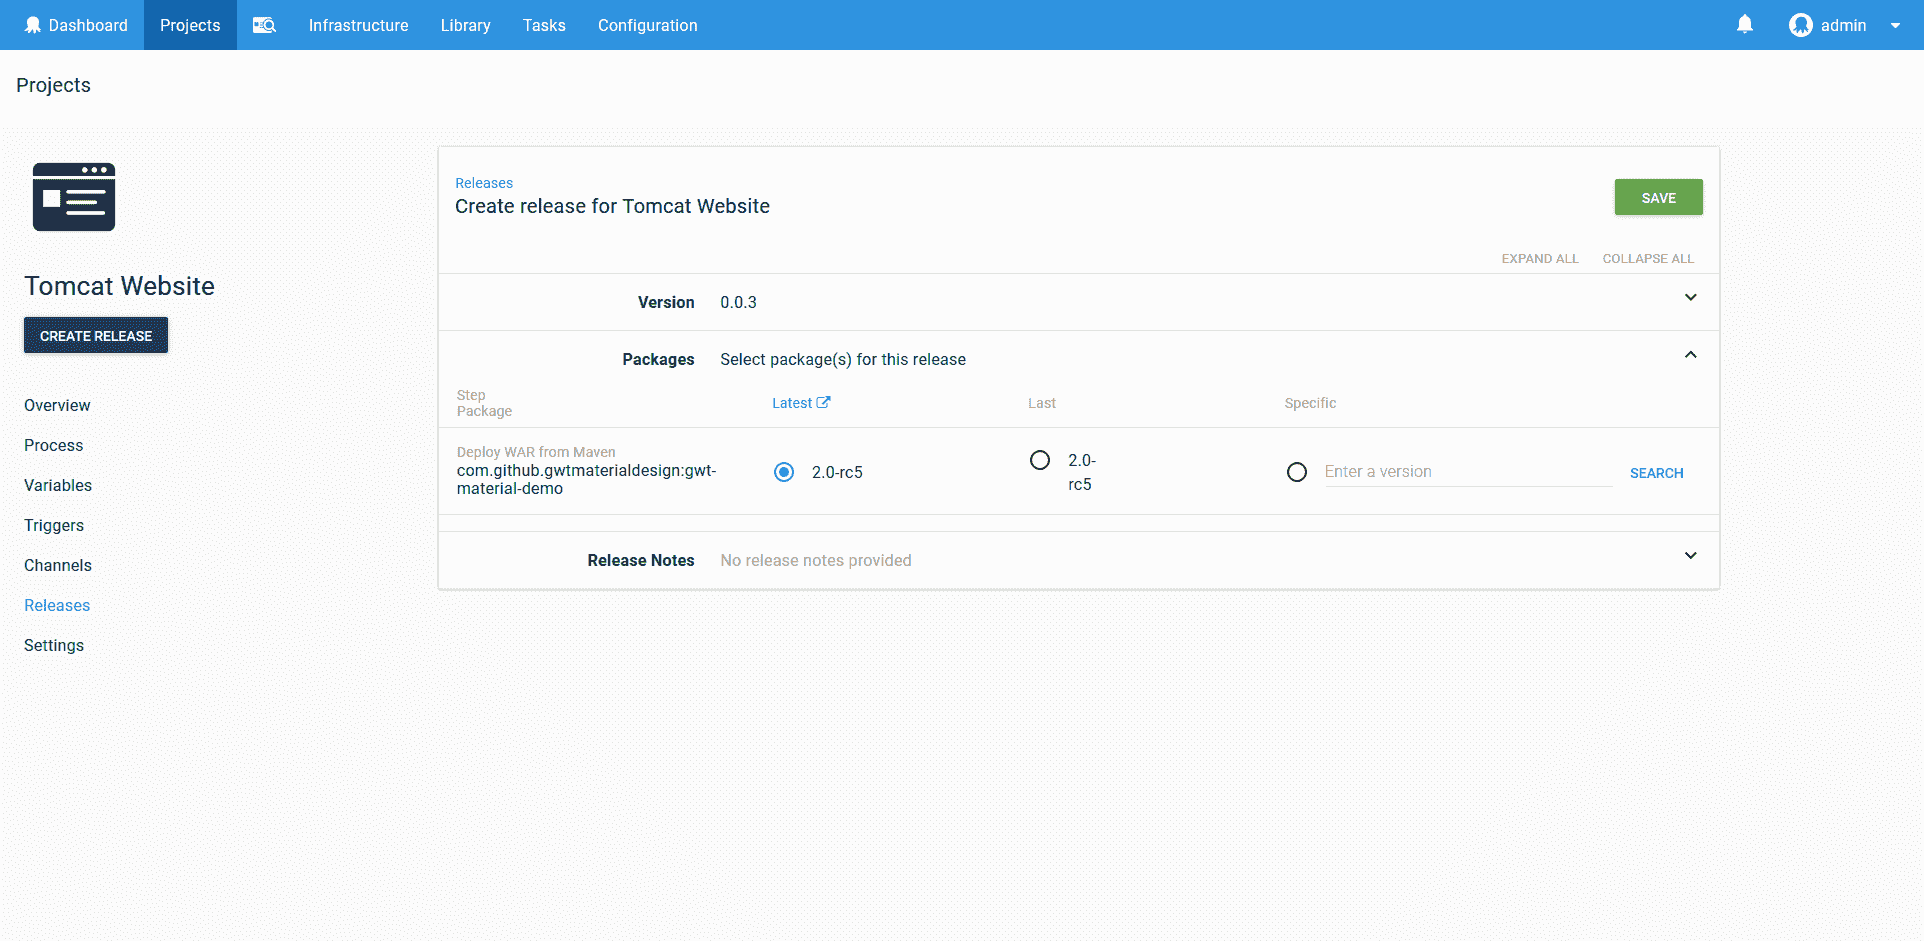 Dashboard Projects Infrastructure Library Tasks Configuration admin
Projects
Tomcat Website
CREATE RELEASE
Overview
Process
Variables
Triggers
Channels
Releases
Settings
Releases
Create release for Tomcat Website
SAVE
EXPAND ALL COLLAPSE ALL
Version 0.0.3
Packages Select package(s) for this release
Step
Package
Latest
Last
Specific
Deploy WAR from Maven
com.github.gwtmaterialdesign:gwt-
material-demo
2.0-rc5
2.0-
rc5
Enter a version
SEARCH
Release Notes No release notes provided